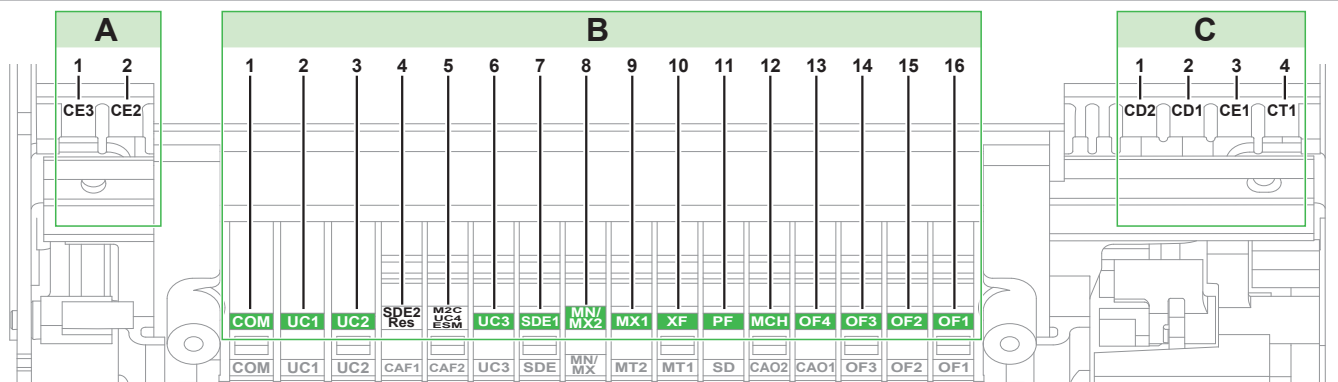 A B C
1 2 1 2 3 4 5 6 7 8 9 10 11 12 13 14 15 16 1 2 3 4
CE3 CE2 CD2 CD1 CE1 CT1
COM UC1 UC2 SDE2 Res M2C UC4 ESM UC3 SDE1 MN/MX2 MX1 XF PF MCH OF4 OF3 OF2 OF1
COM UC1 UC2 CAF1 CAF2 UC3 SDE MN/MX MT2 MT1 SD CAO2 CAO1 OF3 OF2 OF1